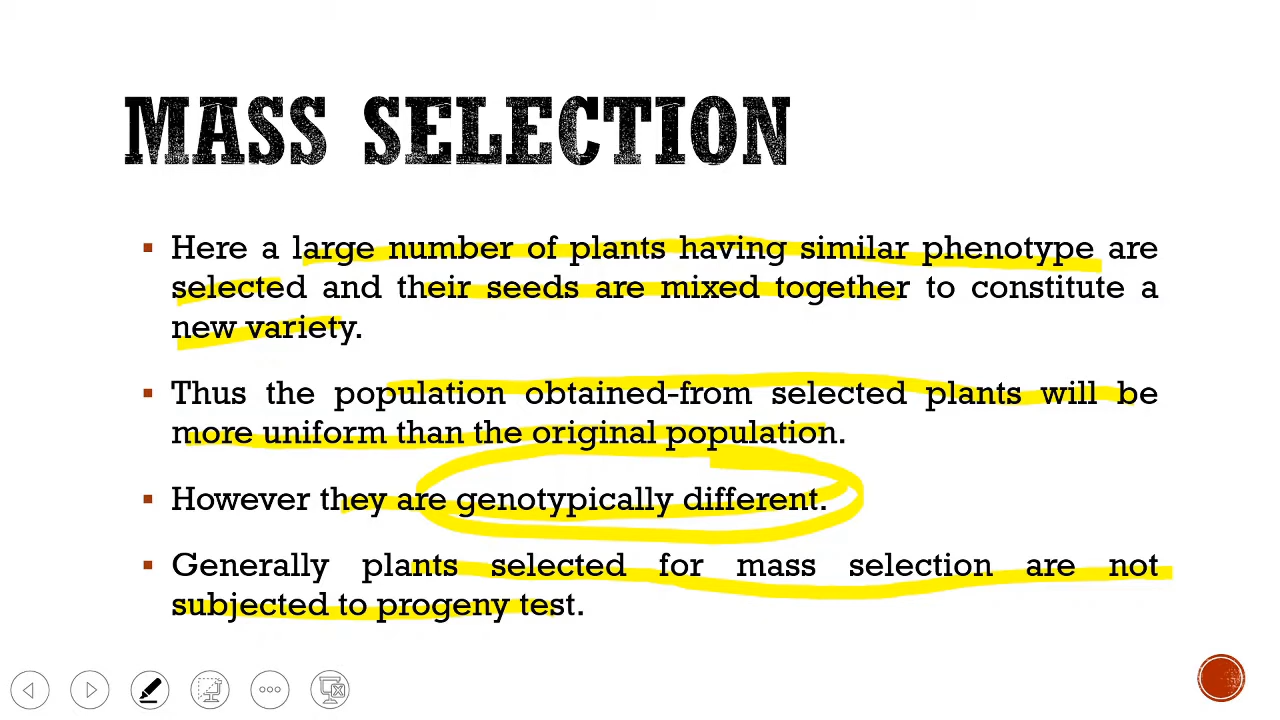 MASS SELECTION
▪ Here a large number of plants having similar phenotype are
selected and their seeds are mixed together to constitute a
new variety.
▪ Thus the population obtained-from selected plants will be
more uniform than the original population.
▪ However they are genotypically different.
▪ Generally plants selected for mass selection are not
subjected to progeny test.